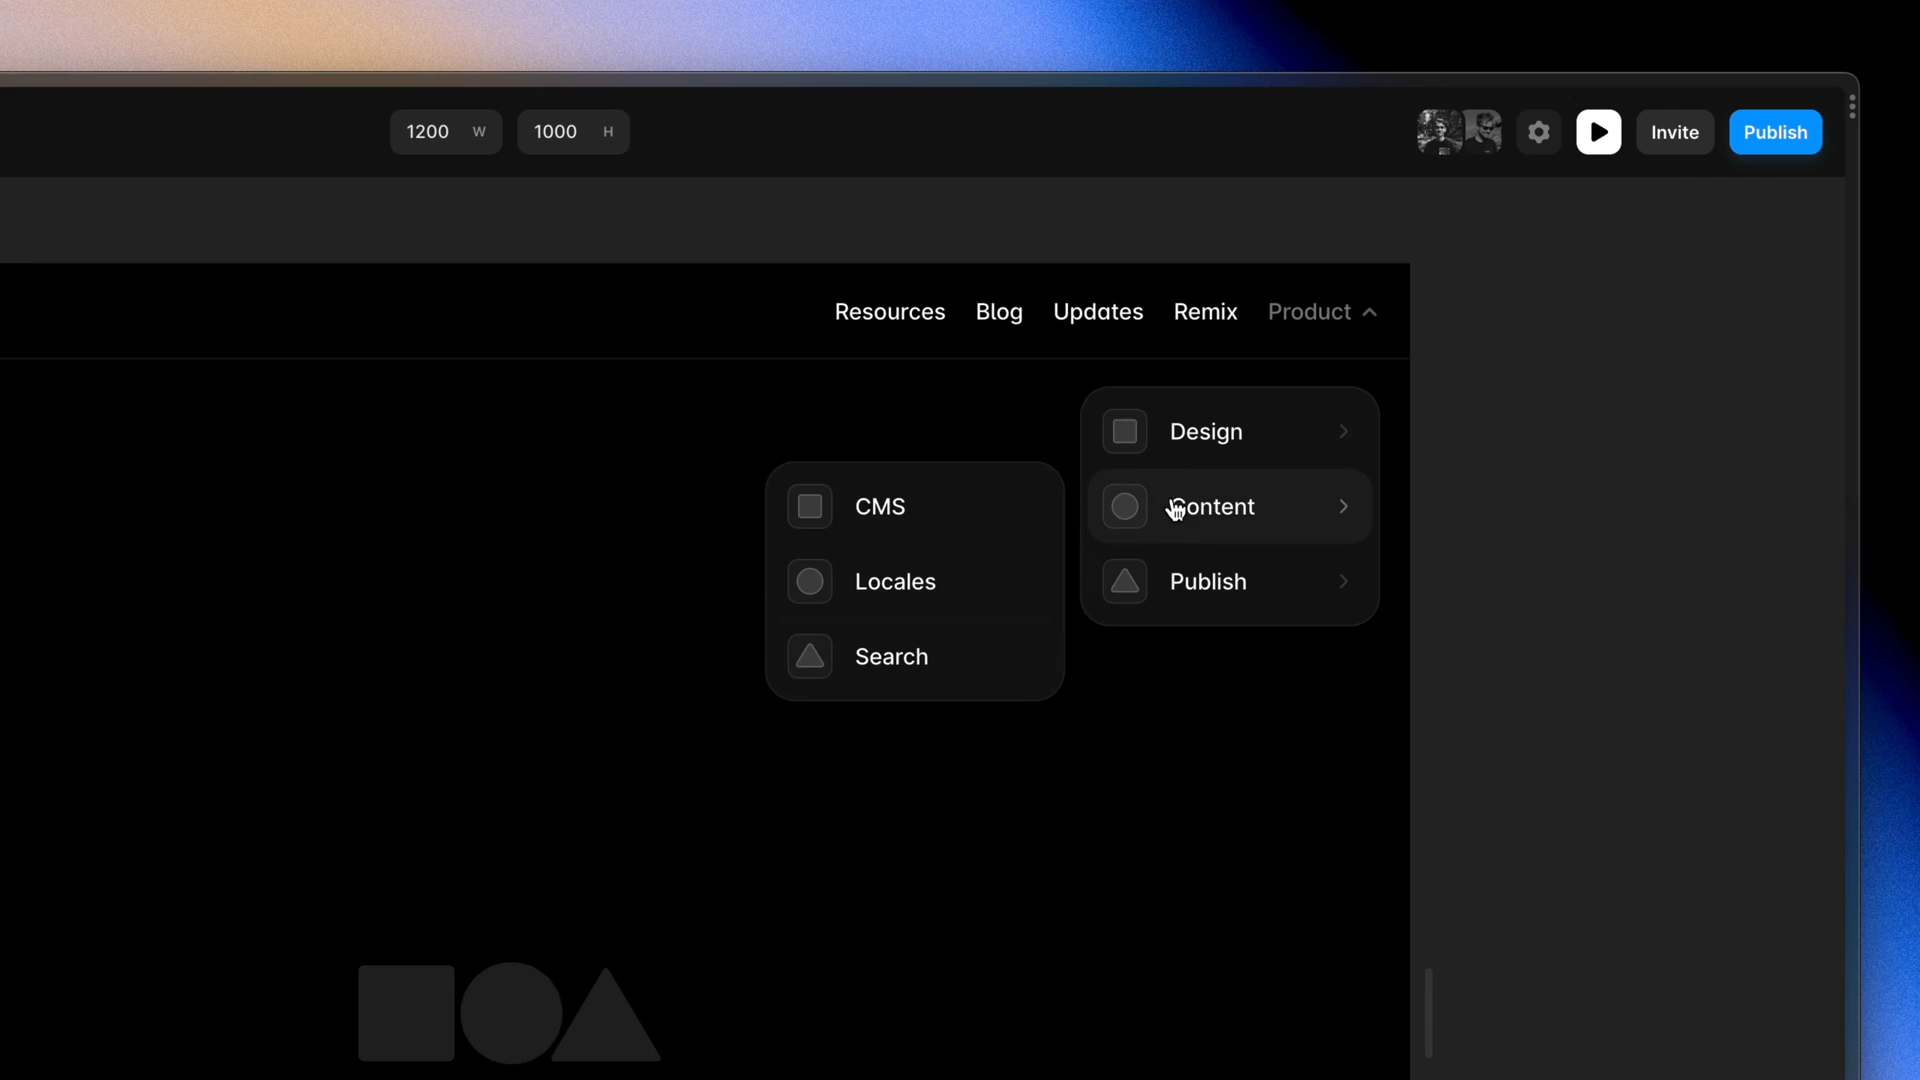 1200 W 1000 H
Invite Publish
Resources Blog Updates Remix Product
Design
Content
Publish
CMS
Locales
Search